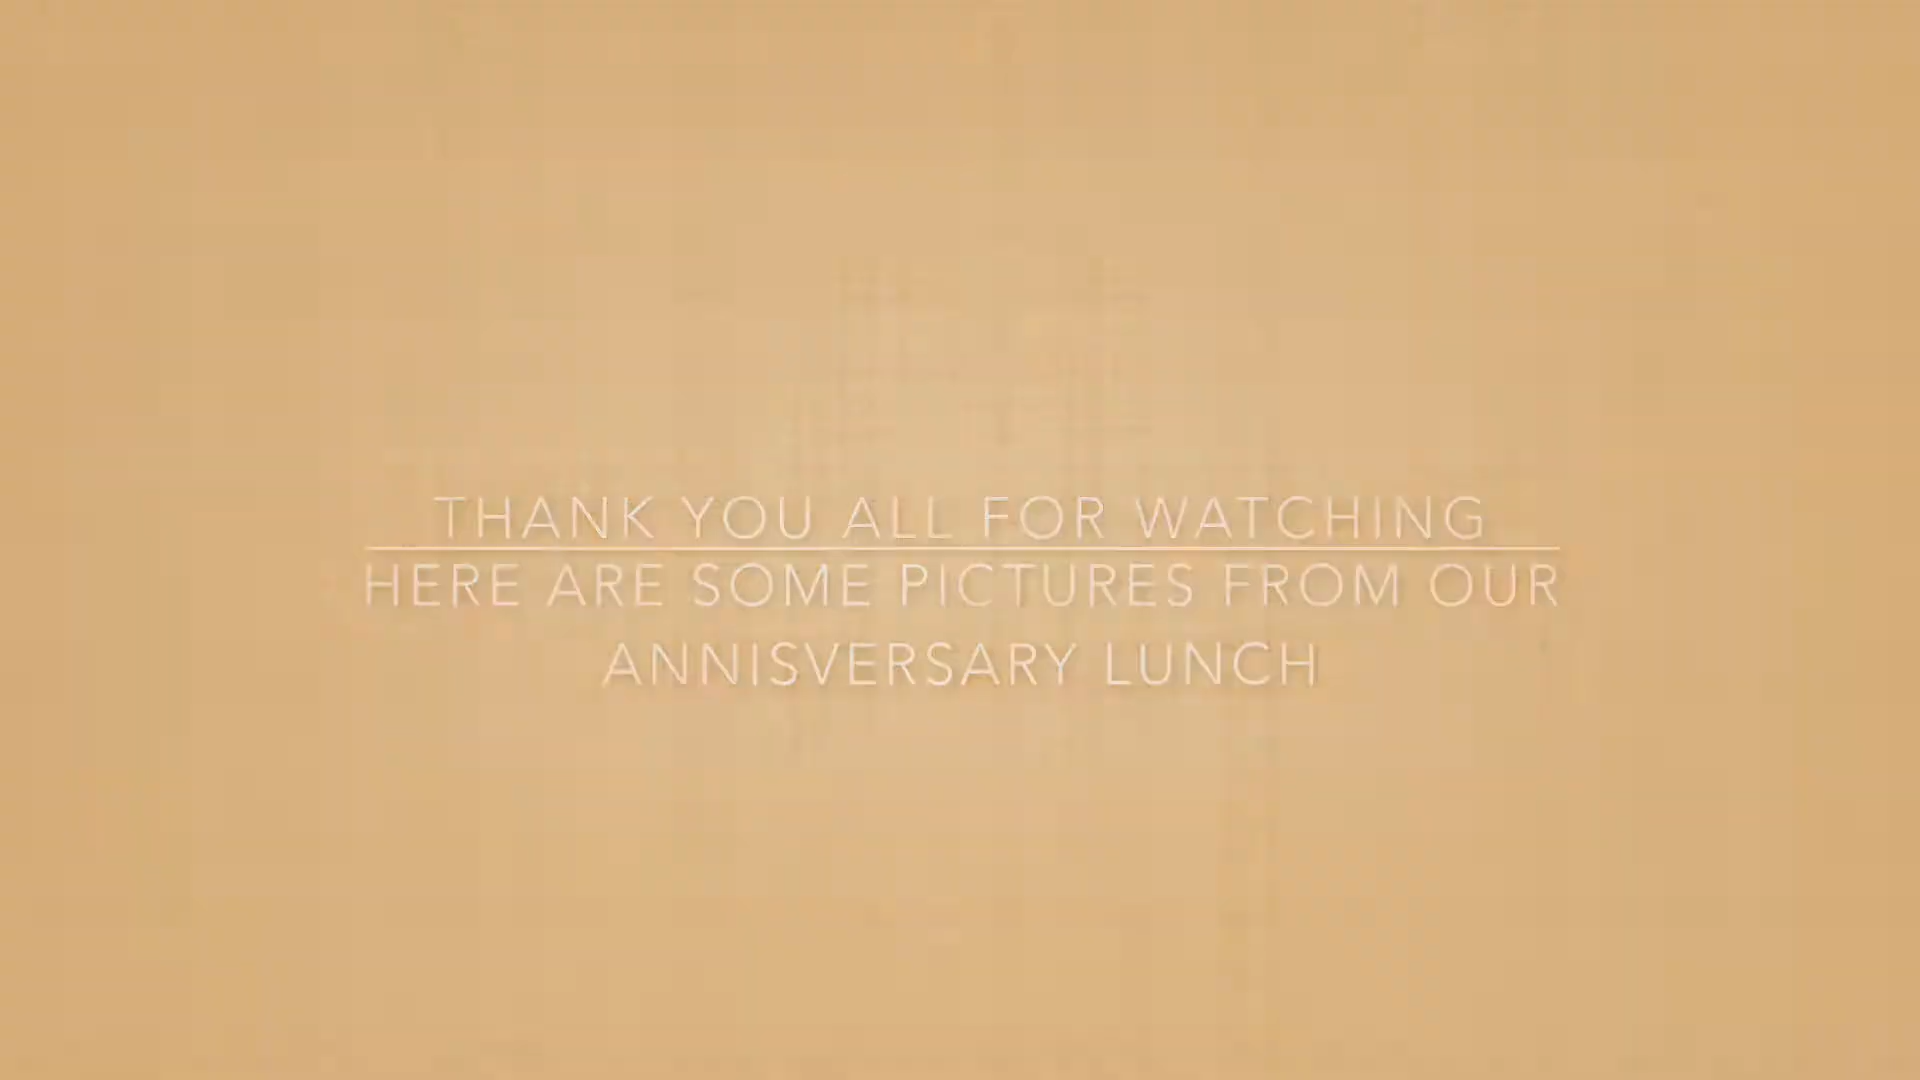 THANK YOU ALL FOR WATCHING
HERE ARE SOME PICTURES FROM OUR
ANNISVERSARY LUNCH